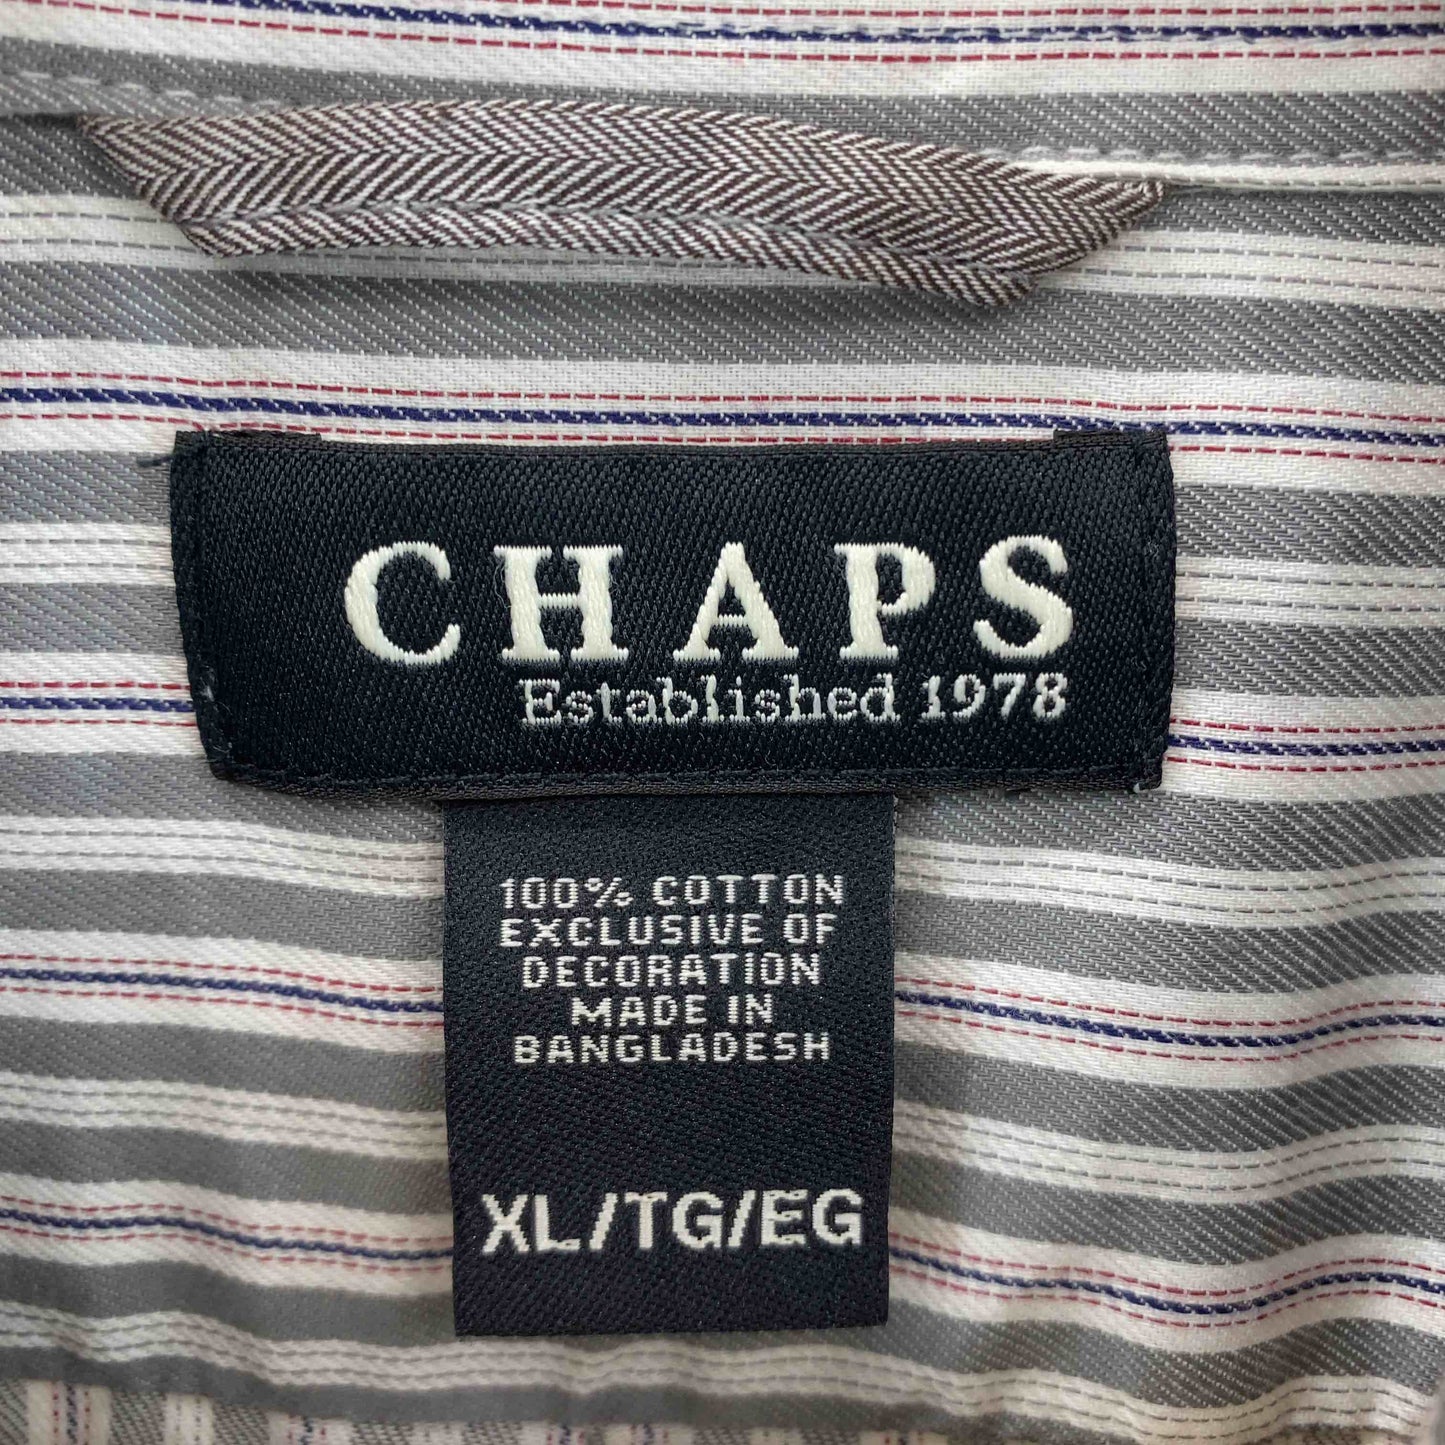 CHAPS
Established 1978
100% COTTON
EXCLUSIVE OF
DECORATION
MADE IN
BANGLADESH
XL/TG/EG